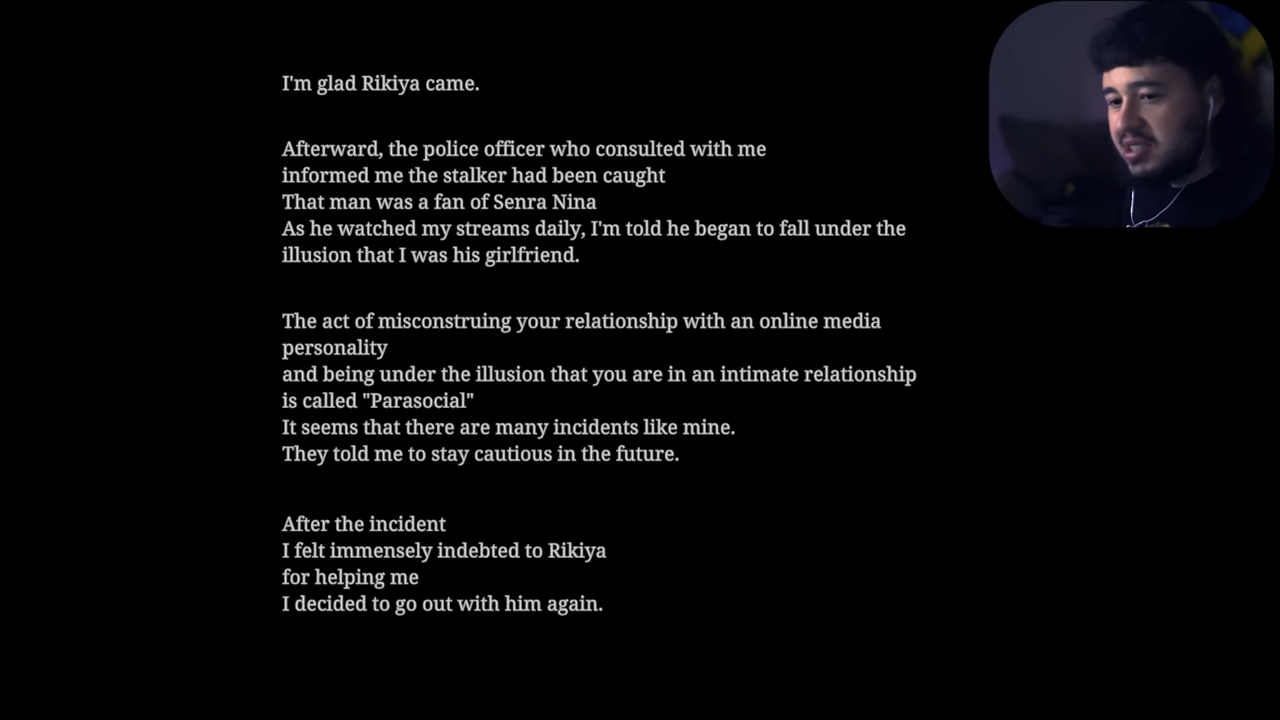 I'm glad Rikiya came.
Afterward, the police officer who consulted with me
informed me the stalker had been caught
That man was a fan of Senra Nina
As he watched my streams daily, I'm told he began to fall under the
illusion that I was his girlfriend.
The act of misconstruing your relationship with an online media
personality
and being under the illusion that you are in an intimate relationship
is called "Parasocial"
It seems that there are many incidents like mine.
They told me to stay cautious in the future.
After the incident
I felt immensely indebted to Rikiya
for helping me
I decided to go out with him again.